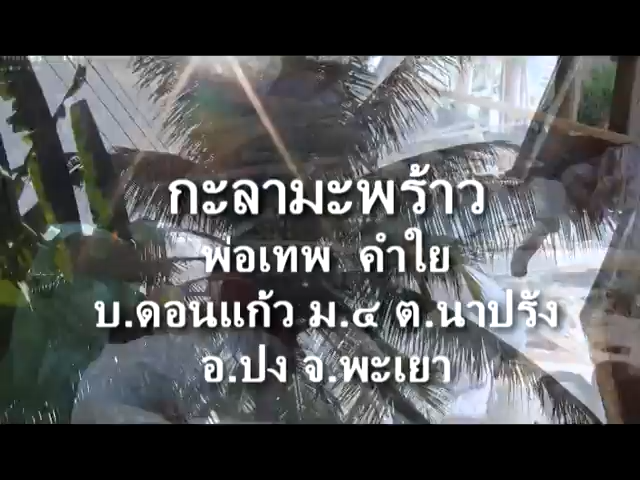 กะลามะพร้าว
พ่อเทพ คำใย
บ.ดอนแก้ว ม.๔ ต.นาปรัง
อ.ปง จ.พะเยา